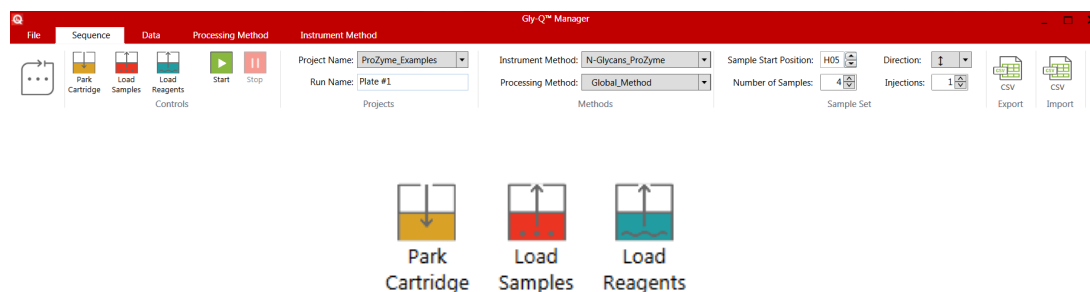 Q
Gly-Q™ Manager
File Sequence Data Processing Method Instrument Method
Park Cartridge
Load Samples
Load Reagents
Start
Stop
Controls
Project Name: ProZyme_Examples
Run Name: Plate #1
Projects
Instrument Method: N-Glycans_ProZyme
Processing Method: Global_Method
Methods
Sample Start Position: H05 Direction:
Number of Samples: 4 Injections: 1
Sample Set
CSV
CSV
Export
CSV
CSV
Import
Park
Cartridge
Load
Samples
Load
Reagents